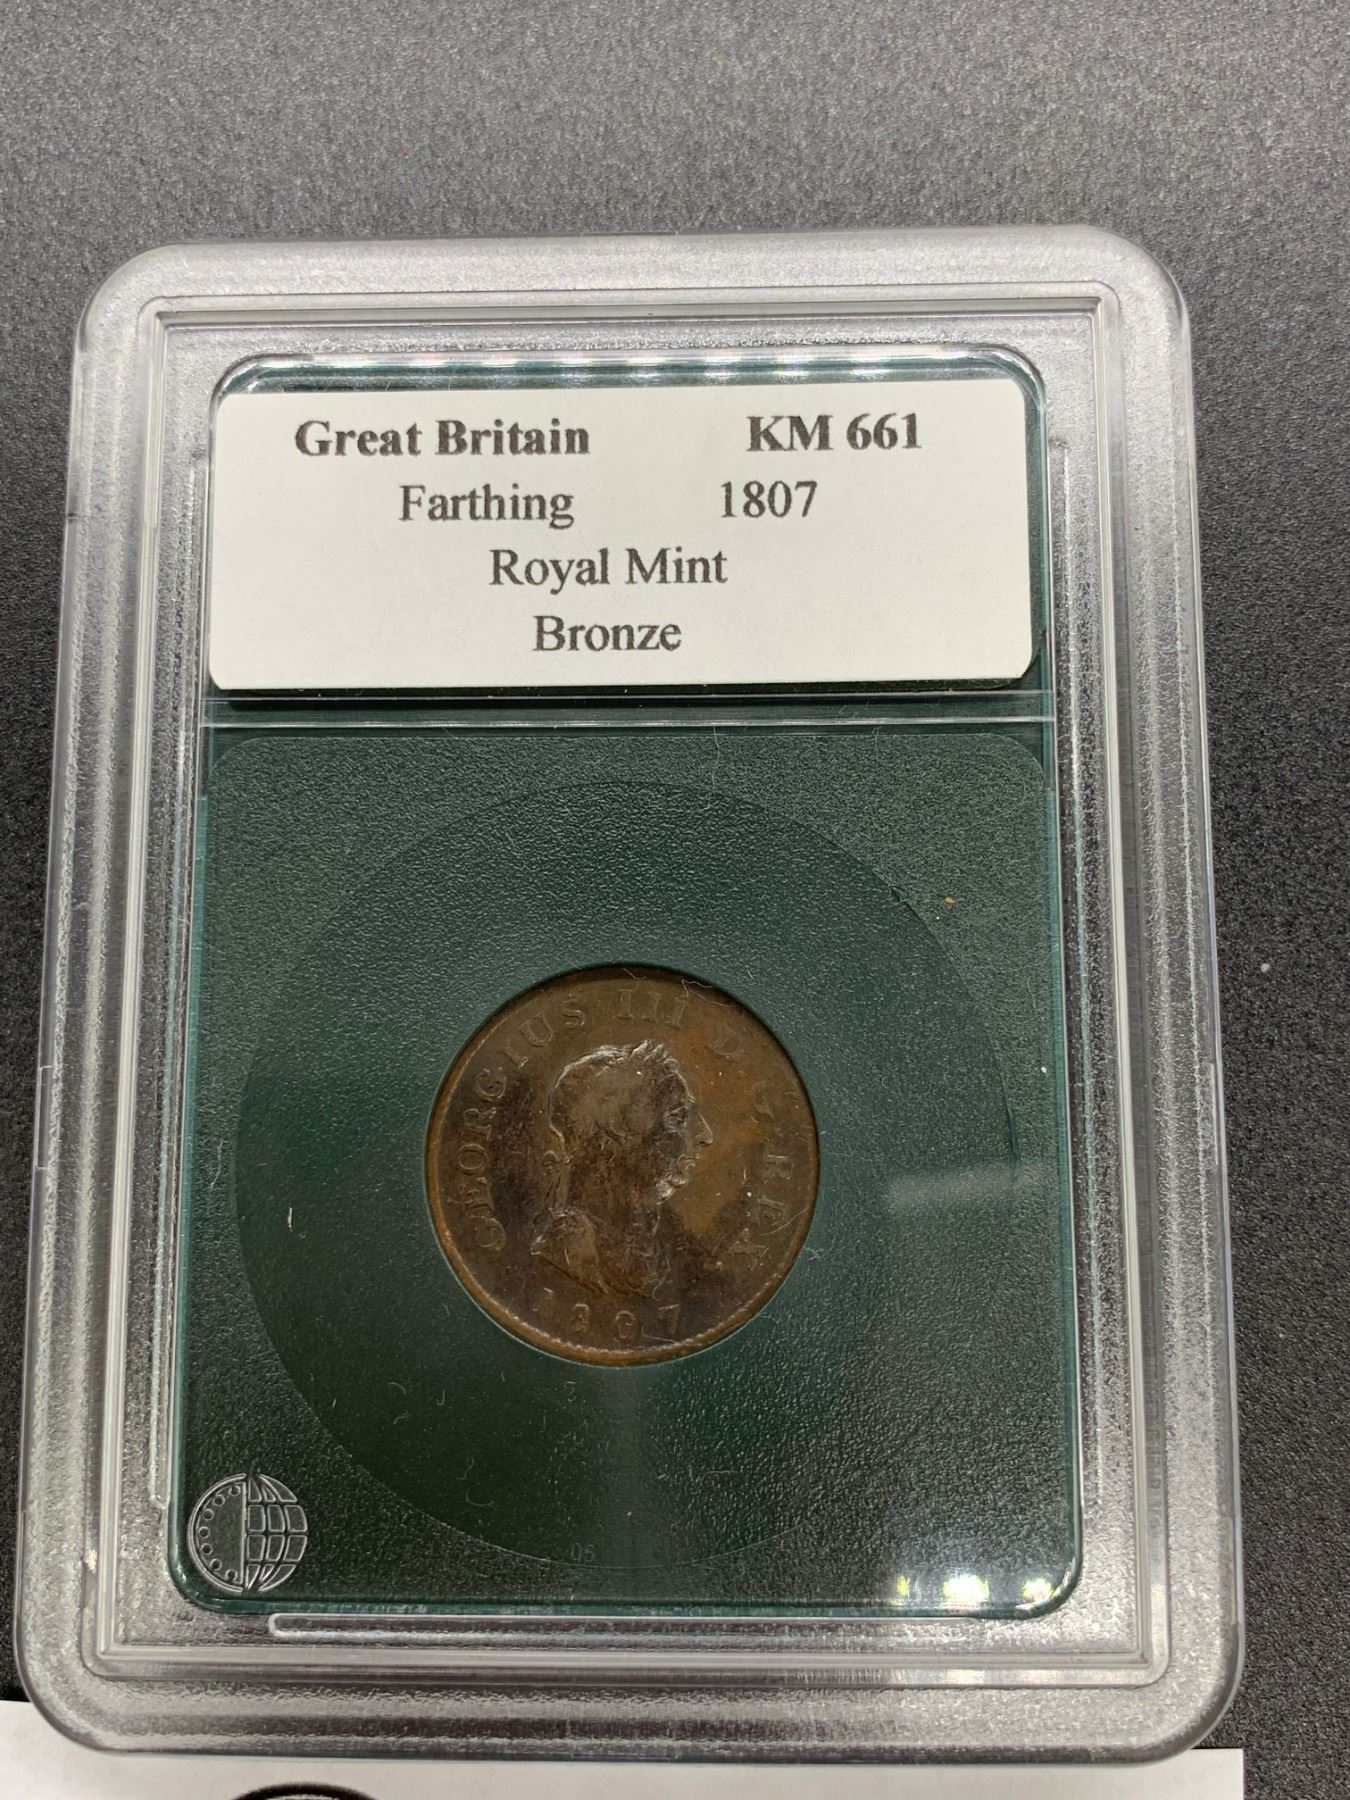 Great Britain KM 661
Farthing 1807
Royal Mint
Bronze
GEORGIUS III D. G. REX
1807